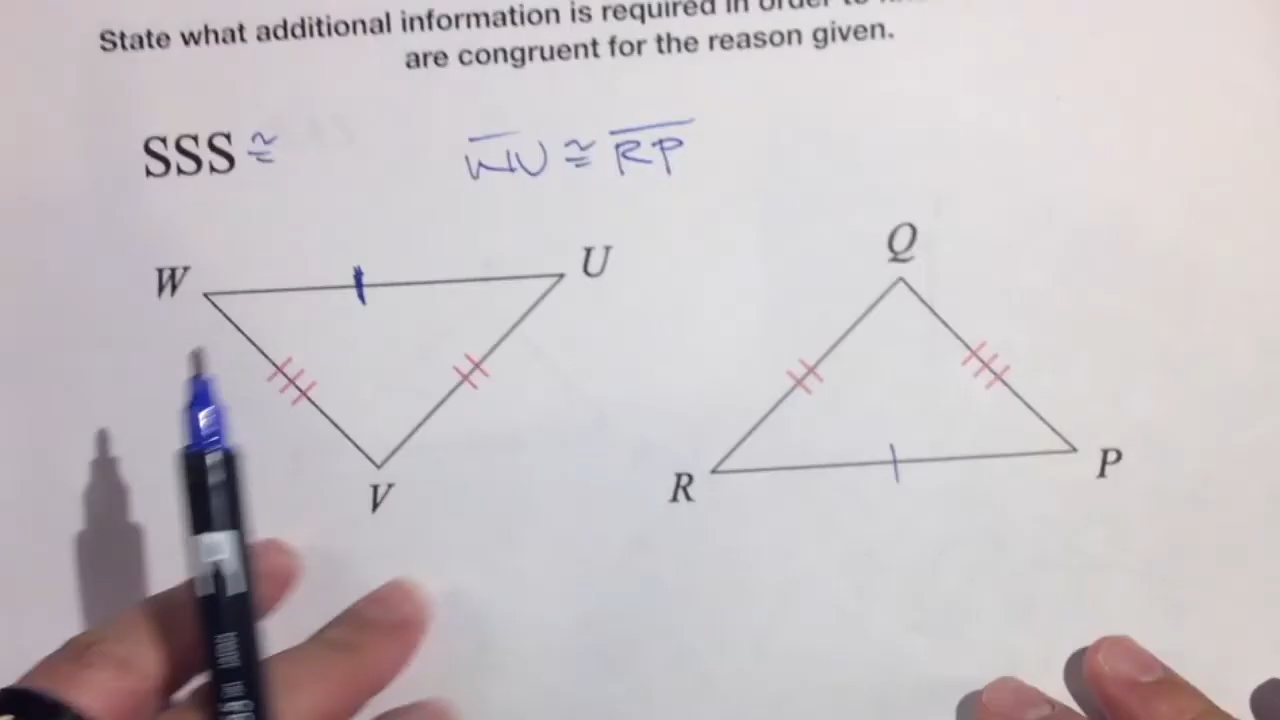 State what additional information is required in order to
are congruent for the reason given.
SSS ≅ WU ≅ RP
W U Q
V R P